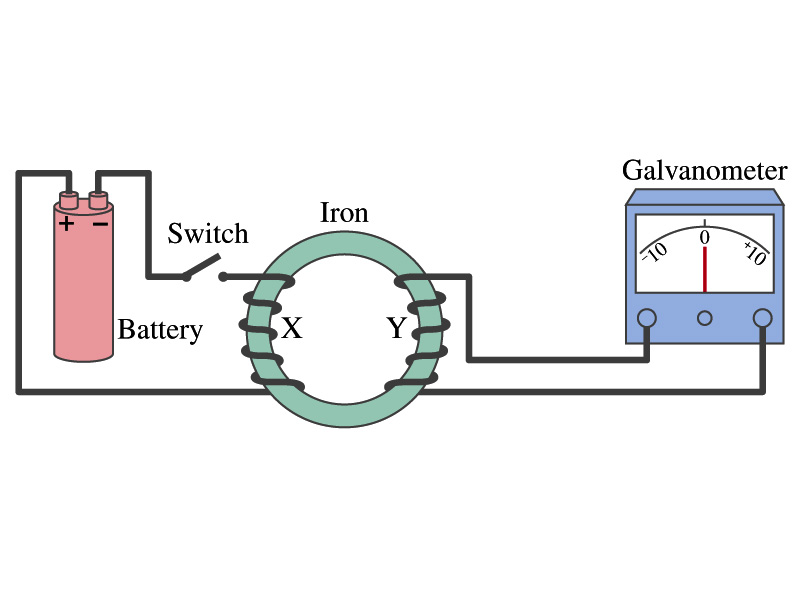 Galvanometer
Iron
Switch
+ −
−10 0 +10
Battery
X Y